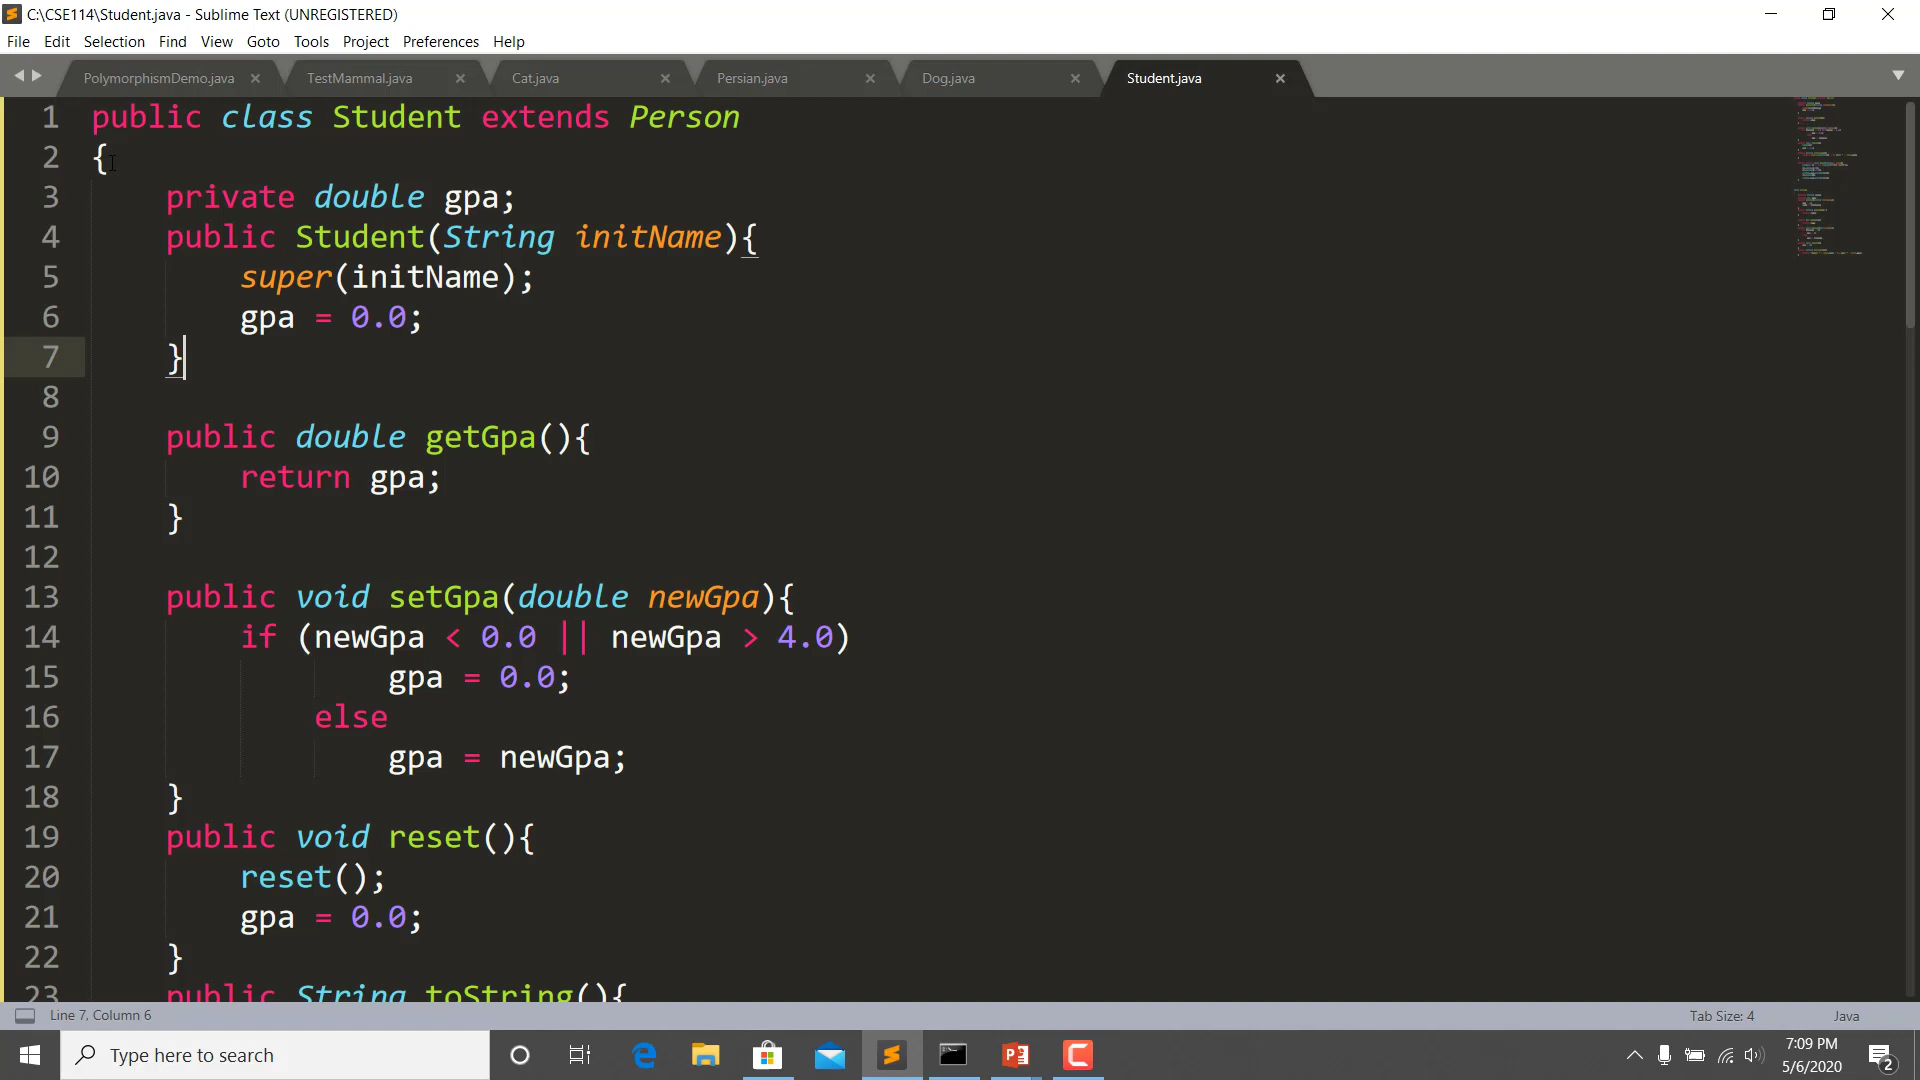 C:\CSE114\Student.java - Sublime Text (UNREGISTERED)
File Edit Selection Find View Goto Tools Project Preferences Help
PolymorphismDemo.java TestMammal.java Cat.java Persian.java Dog.java Student.java
1 public class Student extends Person
2 {
3 private double gpa;
4 public Student(String initName){
5 super(initName);
6 gpa = 0.0;
7 }
8
9 public double getGpa(){
10 return gpa;
11 }
12
13 public void setGpa(double newGpa){
14 if (newGpa < 0.0 || newGpa > 4.0)
15 gpa = 0.0;
16 else
17 gpa = newGpa;
18 }
19 public void reset(){
20 reset();
21 gpa = 0.0;
22 }
23 public String toString(){
Line 7, Column 6 Tab Size: 4 Java
Type here to search
7:09 PM
5/6/2020
2